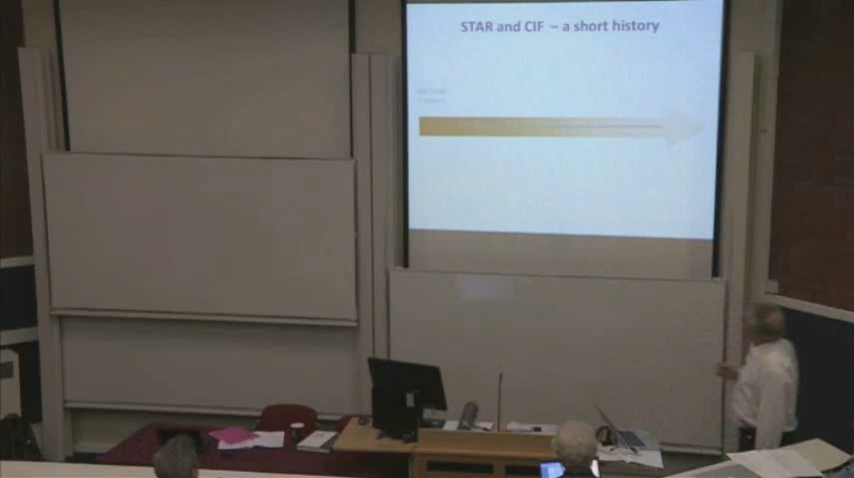 STAR and CIF – a short history